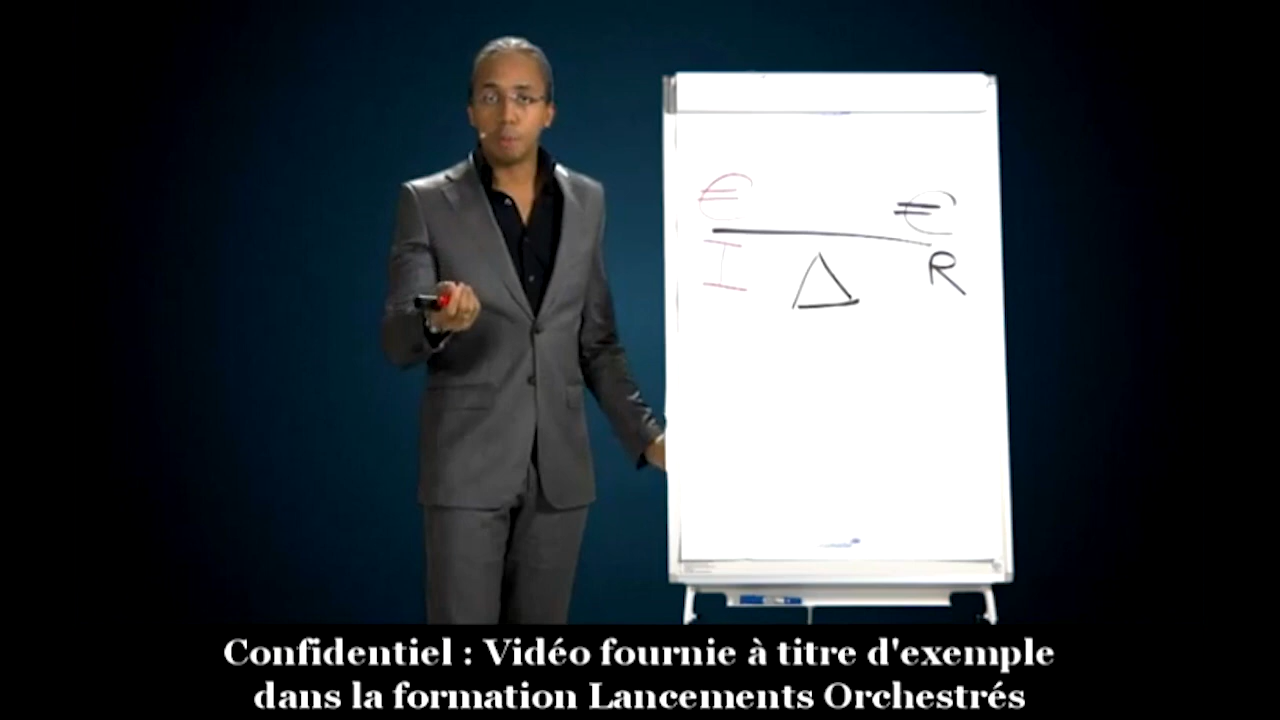 € €
I Δ R
Confidentiel : Vidéo fournie à titre d'exemple
dans la formation Lancements Orchestrés